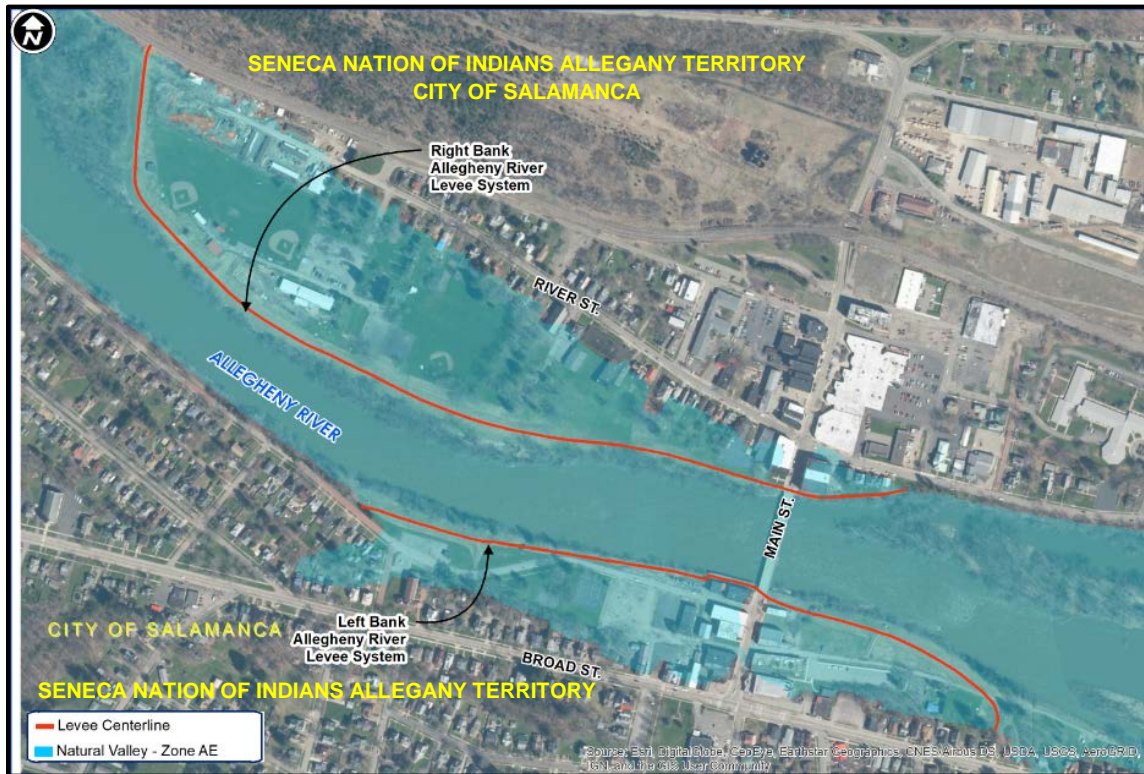 N
SENECA NATION OF INDIANS ALLEGANY TERRITORY
CITY OF SALAMANCA
Right Bank
Allegheny River
Levee System
RIVER ST.
ALLEGHENY RIVER
MAIN ST.
Left Bank
Allegheny River
Levee System
CITY OF SALAMANCA
BROAD ST.
SENECA NATION OF INDIANS ALLEGANY TERRITORY
Levee Centerline
Natural Valley - Zone AE
Source: Esri, DigitalGlobe, GeoEye, Earthstar Geographics, CNES/Airbus DS, USDA, USGS, AeroGRID,
IGN, and the GIS User Community